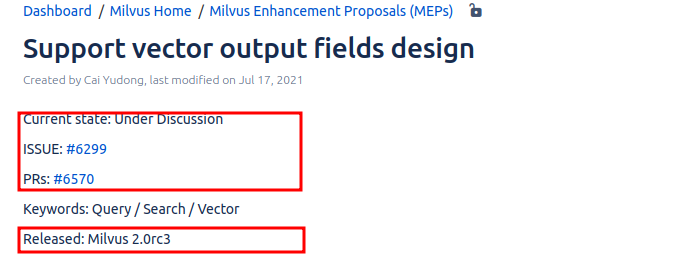 Dashboard / Milvus Home / Milvus Enhancement Proposals (MEPs)
Support vector output fields design
Created by Cai Yudong, last modified on Jul 17, 2021
Current state: Under Discussion
ISSUE: #6299
PRs: #6570
Keywords: Query / Search / Vector
Released: Milvus 2.0rc3